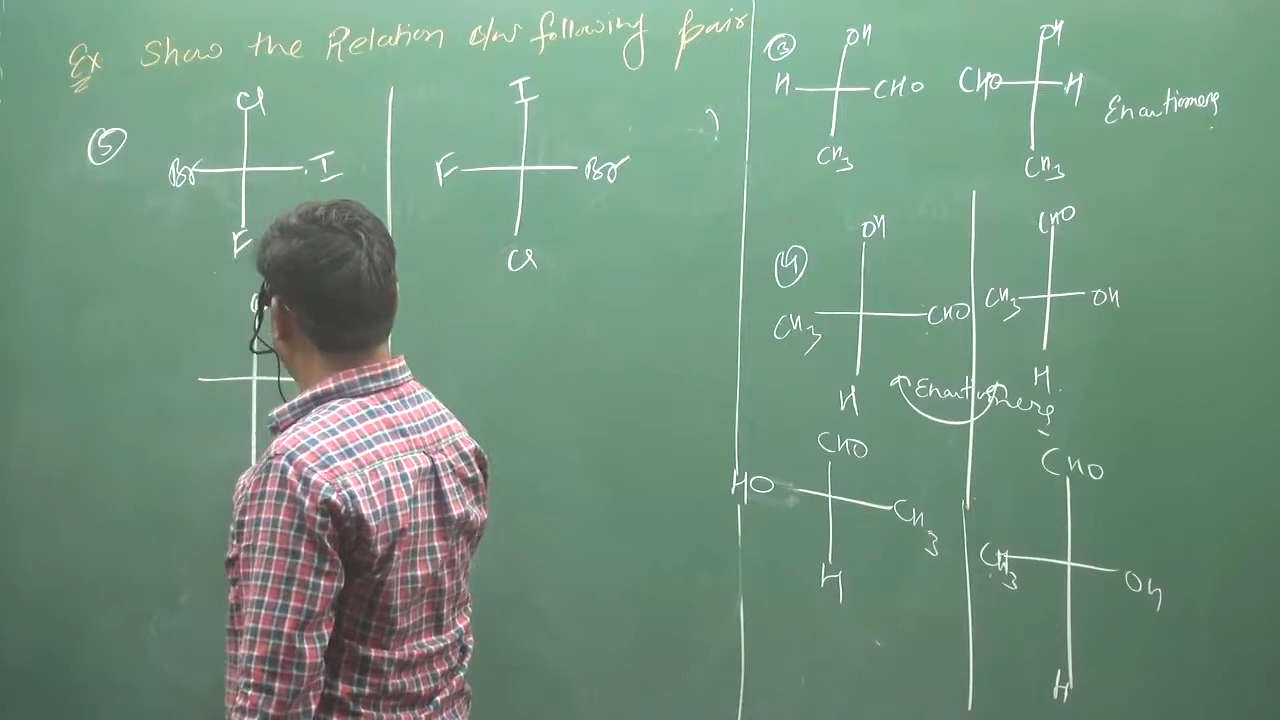 Ex Show the Relation b/w following pair
⑤
Cl
Br I
F
I
F Br
Cl
③
OH
H CHO
CH3
OH
CHO H
CH3
Enantiomers
④
OH
CH3 CHO
H
CHO
CH3 OH
H
Enantiomers
CHO
HO CH3
H
CHO
CH3 OH
H